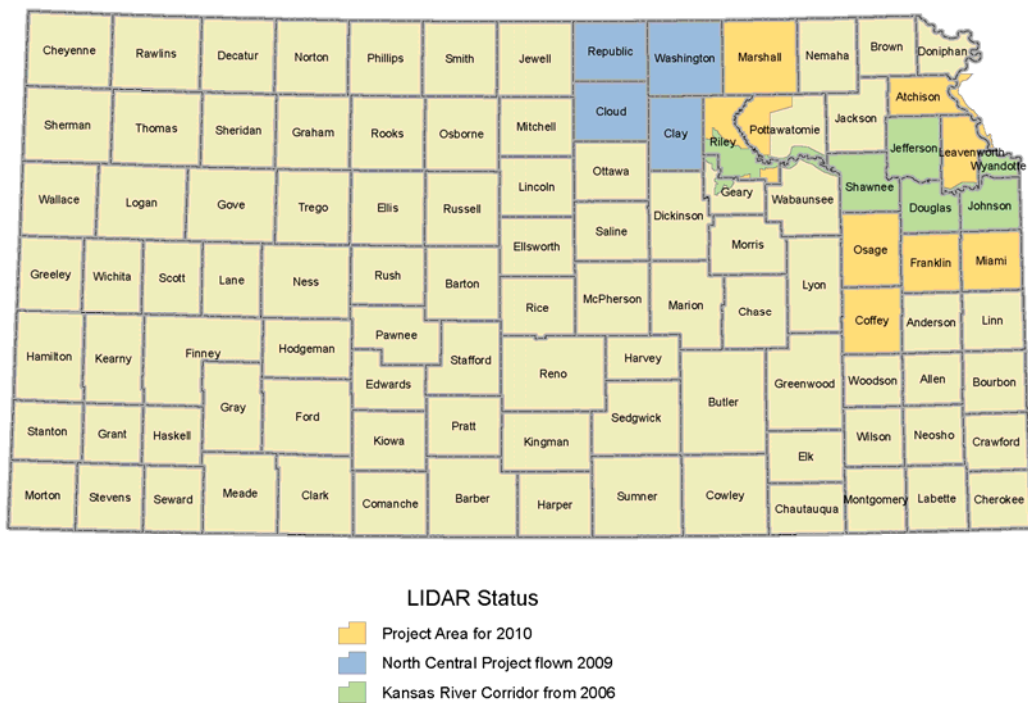 Cheyenne
Rawlins
Decatur
Norton
Phillips
Smith
Jewell
Republic
Washington
Marshall
Nemaha
Brown
Doniphan
Atchison
Sherman
Thomas
Sheridan
Graham
Rooks
Osborne
Mitchell
Cloud
Clay
Riley
Pottawatomie
Jackson
Jefferson
Leavenworth
Wyandotte
Wallace
Logan
Gove
Trego
Ellis
Russell
Lincoln
Ottawa
Saline
Dickinson
Geary
Wabaunsee
Shawnee
Douglas
Johnson
Greeley
Wichita
Scott
Lane
Ness
Rush
Barton
Ellsworth
Rice
McPherson
Marion
Morris
Chase
Lyon
Osage
Franklin
Miami
Coffey
Anderson
Linn
Hamilton
Kearny
Finney
Hodgeman
Pawnee
Stafford
Edwards
Reno
Harvey
Sedgwick
Butler
Greenwood
Woodson
Allen
Bourbon
Stanton
Grant
Haskell
Gray
Ford
Kiowa
Pratt
Kingman
Elk
Wilson
Neosho
Crawford
Morton
Stevens
Seward
Meade
Clark
Comanche
Barber
Harper
Sumner
Cowley
Chautauqua
Montgomery
Labette
Cherokee
LIDAR Status
Project Area for 2010
North Central Project flown 2009
Kansas River Corridor from 2006